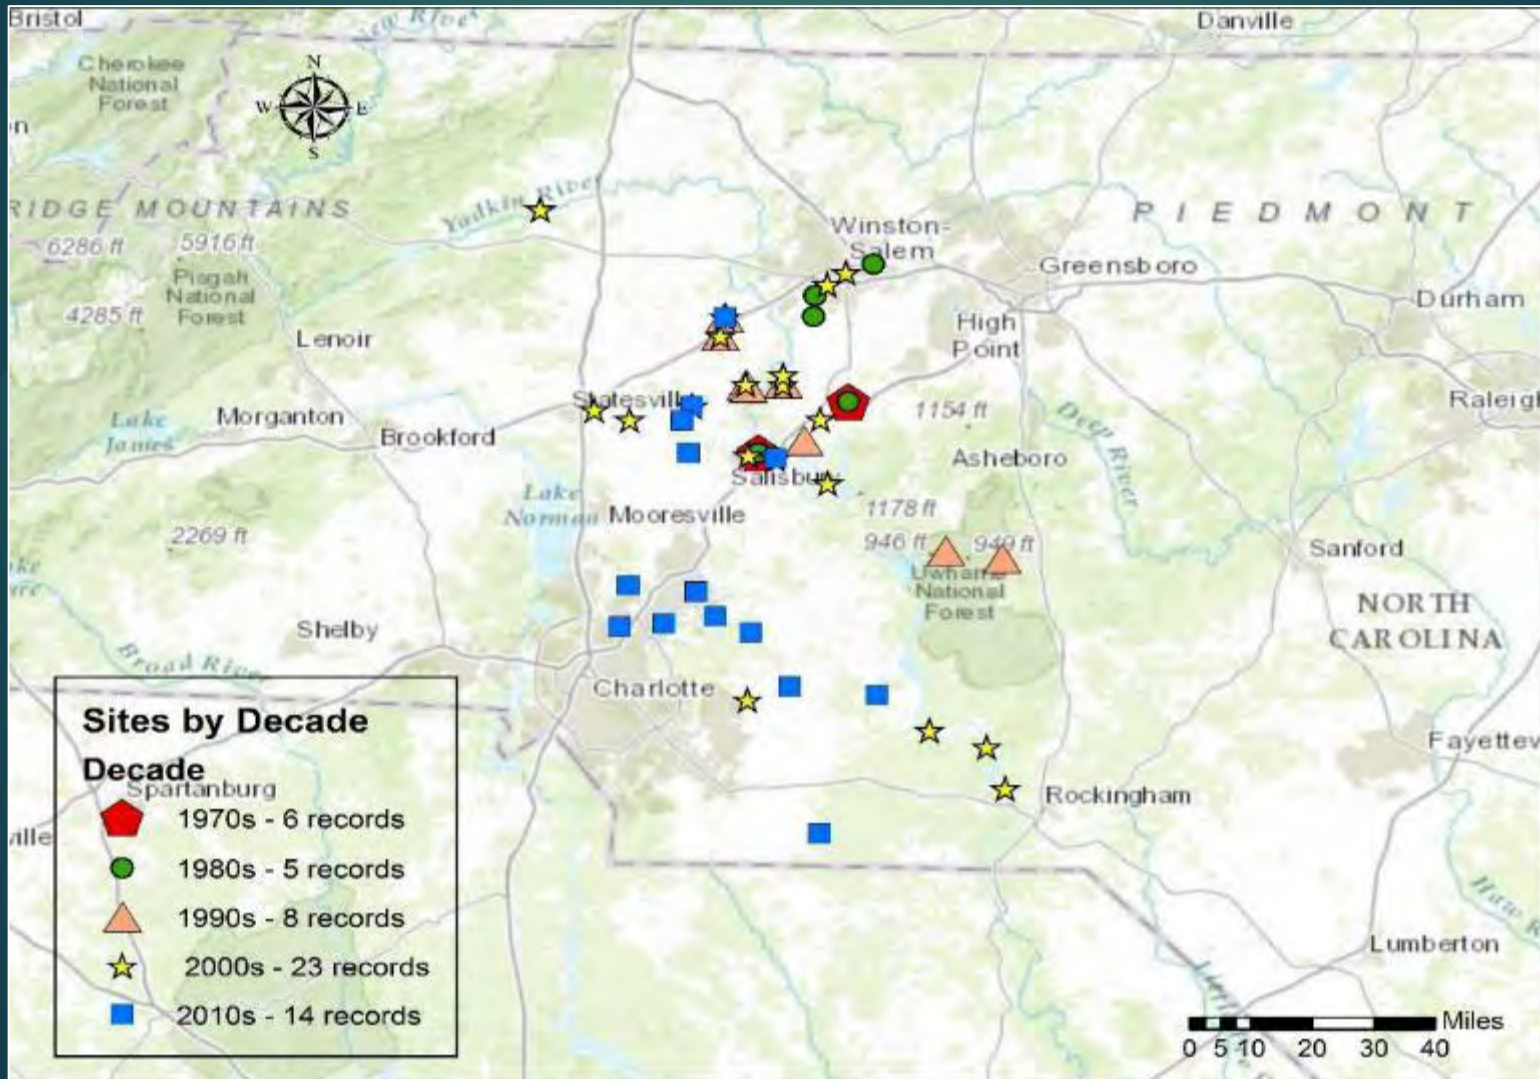 Bristol
New River
Danville
Cherokee
National
Forest
N
W
E
S
RIDGE MOUNTAINS
Yadkin River
Winston-
Salem
PIEDMONT
6286 ft
5916 ft
Pisgah
National
Forest
4285 ft
Greensboro
Durham
High
Point
Lenoir
Statesville
Morganton
1154 ft
Lake
James
Brookford
Deep River
Asheboro
Salisbury
Lake
Norman
Mooresville
1178 ft
2269 ft
946 ft
940 ft
Sanford
Uwharrie
National
Forest
NORTH
CAROLINA
Shelby
Broad River
Charlotte
Sites by Decade
Decade
Spartanburg
1970s - 6 records
1980s - 5 records
1990s - 8 records
2000s - 23 records
2010s - 14 records
Rockingham
Lumberton
Miles
0 5 10 20 30 40